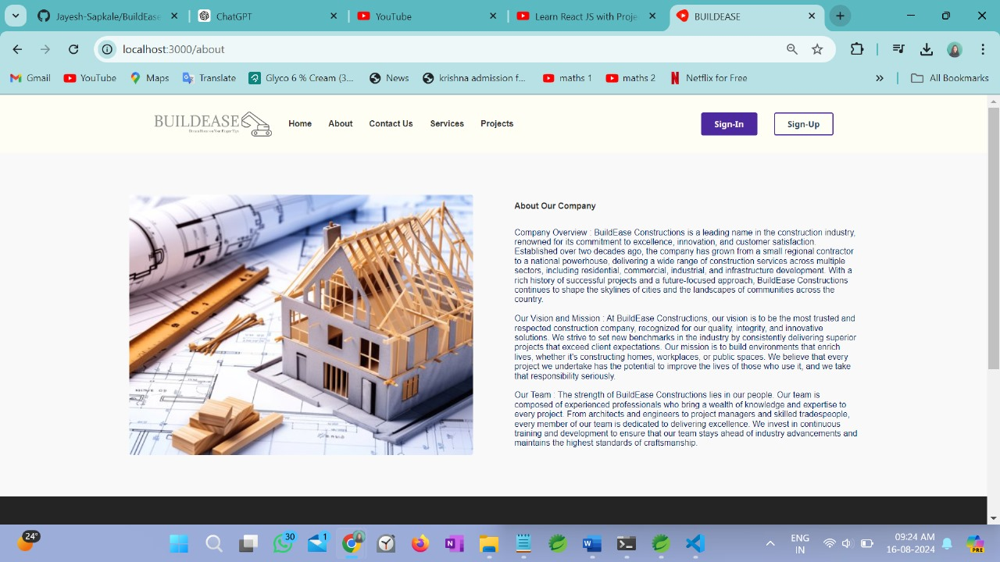 Jayesh-Sapkale/BuildEase
ChatGPT
YouTube
Learn React JS with Proje
BUILDEASE
localhost:3000/about
Gmail
YouTube
Maps
Translate
Glyco 6 % Cream (3...
News
krishna admission f...
maths 1
maths 2
Netflix for Free
All Bookmarks
BUILDEASE
Home
About
Contact Us
Services
Projects
Sign-In
Sign-Up
About Our Company
Company Overview : BuildEase Constructions is a leading name in the construction industry,
renowned for its commitment to excellence, innovation, and customer satisfaction.
Established over two decades ago, the company has grown from a small regional contractor
to a national powerhouse, delivering a wide range of construction services across multiple
sectors, including residential, commercial, industrial, and infrastructure development. With a
rich history of successful projects and a future-focused approach, BuildEase Constructions
continues to shape the skylines of cities and the landscapes of communities across the
country.
Our Vision and Mission : At BuildEase Constructions, our vision is to be the most trusted and
respected construction company, recognized for our quality, integrity, and innovative
solutions. We strive to set new benchmarks in the industry by consistently delivering superior
projects that exceed client expectations. Our mission is to build environments that enrich
lives, whether it's constructing homes, workplaces, or public spaces. We believe that every
project we undertake has the potential to improve the lives of those who use it, and we take
that responsibility seriously.
Our Team : The strength of BuildEase Constructions lies in our people. Our team is
composed of experienced professionals who bring a wealth of knowledge and expertise to
every project. From architects and engineers to project managers and skilled tradespeople,
every member of our team is dedicated to delivering excellence. We invest in continuous
training and development to ensure that our team stays ahead of industry advancements and
maintains the highest standards of craftsmanship.
24°
30
1
ENG
IN
09:24 AM
16-08-2024
PRE